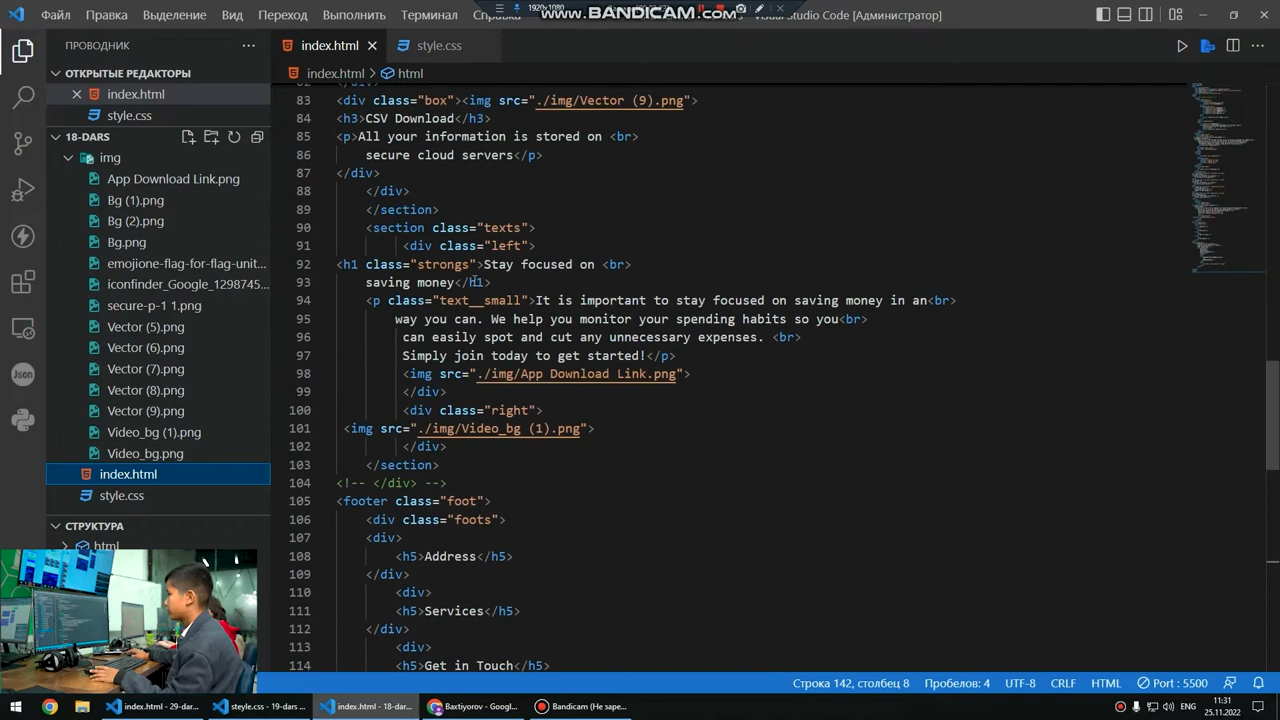 Файл Правка Выделение Вид Переход Выполнить Терминал Справка
1920×1080
www.BANDICAM.com
Visual Studio Code [Администратор]
ПРОВОДНИК
index.html
style.css
index.html > html
ОТКРЫТЫЕ РЕДАКТОРЫ
index.html
style.css
18-DARS
img
App Download Link.png
Bg (1).png
Bg (2).png
Bg.png
emojione-flag-for-flag-unit...
iconfinder_Google_1298745...
secure-p-1 1.png
Vector (5).png
Vector (6).png
Vector (7).png
Vector (8).png
Vector (9).png
Video_bg (1).png
Video_bg.png
index.html
style.css
СТРУКТУРА
html
Json
83 <div class="box"><img src="./img/Vector (9).png">
84 <h3>CSV Download</h3>
85 <p>All your information is stored on <br>
86 secure cloud servers</p>
87 </div>
88 </div>
89 </section>
90 <section class="texts">
91 <div class="left">
92 <h1 class="strongs">Stay focused on <br>
93 saving money</h1>
94 <p class="text__small">It is important to stay focused on saving money in an<br>
95 way you can. We help you monitor your spending habits so you<br>
96 can easily spot and cut any unnecessary expenses. <br>
97 Simply join today to get started!</p>
98 <img src="./img/App Download Link.png">
99 </div>
100 <div class="right">
101 <img src="./img/Video_bg (1).png">
102 </div>
103 </section>
104 <!-- </div> -->
105 <footer class="foot">
106 <div class="foots">
107 <div>
108 <h5>Address</h5>
109 </div>
110 <div>
111 <h5>Services</h5>
112 </div>
113 <div>
114 <h5>Get in Touch</h5>
Строка 142, столбец 8 Пробелов: 4 UTF-8 CRLF HTML Port : 5500
index.html - 29-dar...
steyle.css - 19-dars ...
index.html - 18-dar...
Baxtiyorov - Google...
Bandicam (Не заре...
11:31
25.11.2022